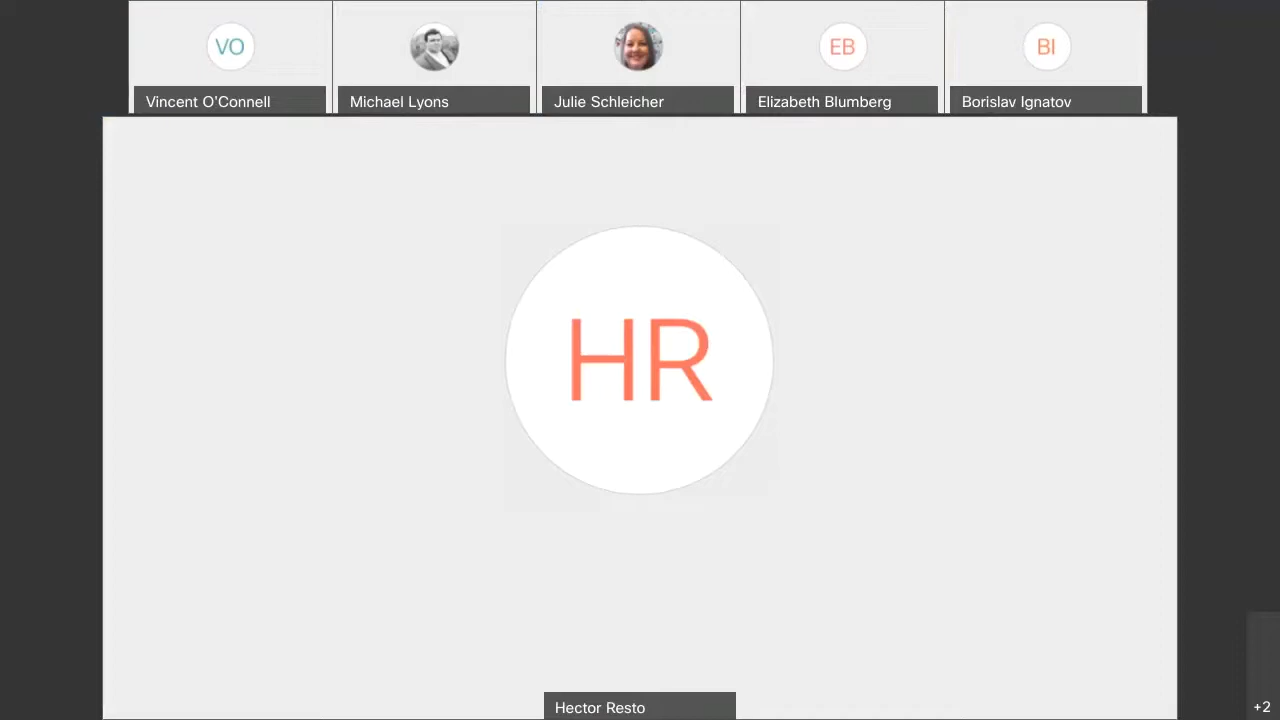 VO
EB
BI
Vincent O'Connell
Michael Lyons
Julie Schleicher
Elizabeth Blumberg
Borislav Ignatov
HR
Hector Resto
+2